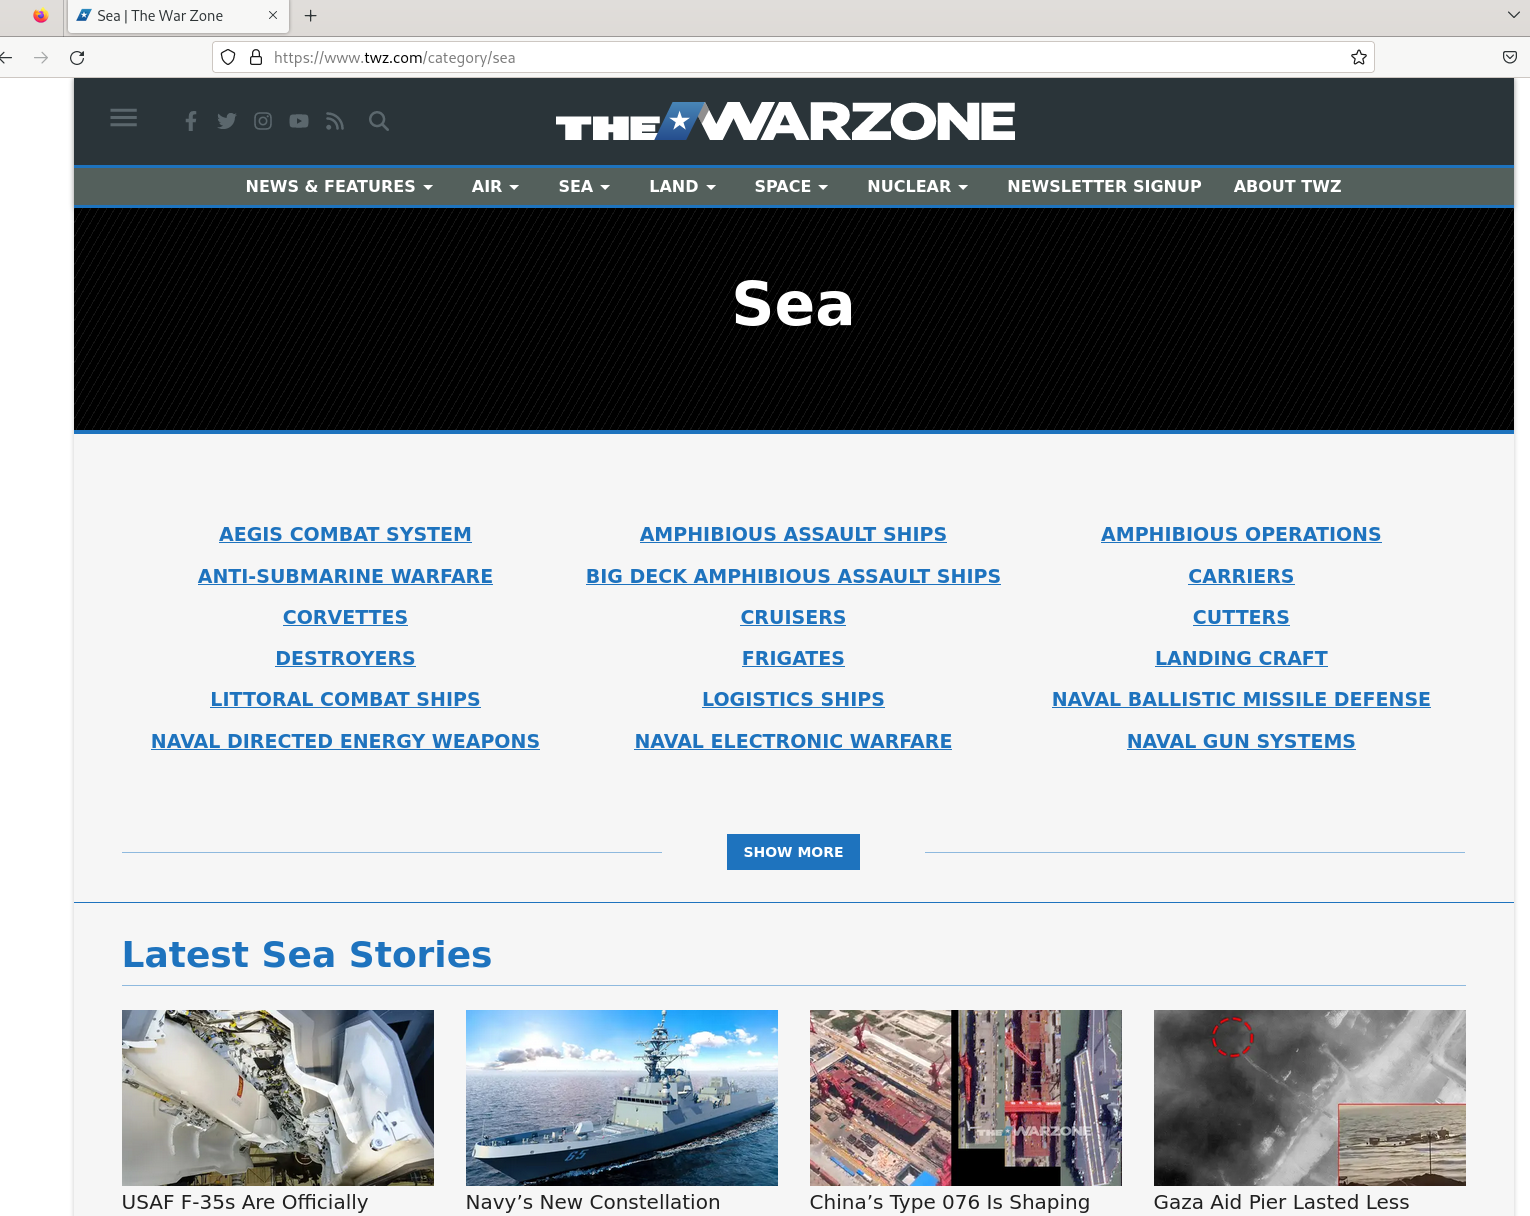 Sea | The War Zone
https://www.twz.com/category/sea
THE WARZONE
NEWS & FEATURES AIR SEA LAND SPACE NUCLEAR NEWSLETTER SIGNUP ABOUT TWZ
Sea
AEGIS COMBAT SYSTEM AMPHIBIOUS ASSAULT SHIPS AMPHIBIOUS OPERATIONS
ANTI-SUBMARINE WARFARE BIG DECK AMPHIBIOUS ASSAULT SHIPS CARRIERS
CORVETTES CRUISERS CUTTERS
DESTROYERS FRIGATES LANDING CRAFT
LITTORAL COMBAT SHIPS LOGISTICS SHIPS NAVAL BALLISTIC MISSILE DEFENSE
NAVAL DIRECTED ENERGY WEAPONS NAVAL ELECTRONIC WARFARE NAVAL GUN SYSTEMS
SHOW MORE
Latest Sea Stories
65
THE WARZONE
USAF F-35s Are Officially
Navy’s New Constellation
China’s Type 076 Is Shaping
Gaza Aid Pier Lasted Less